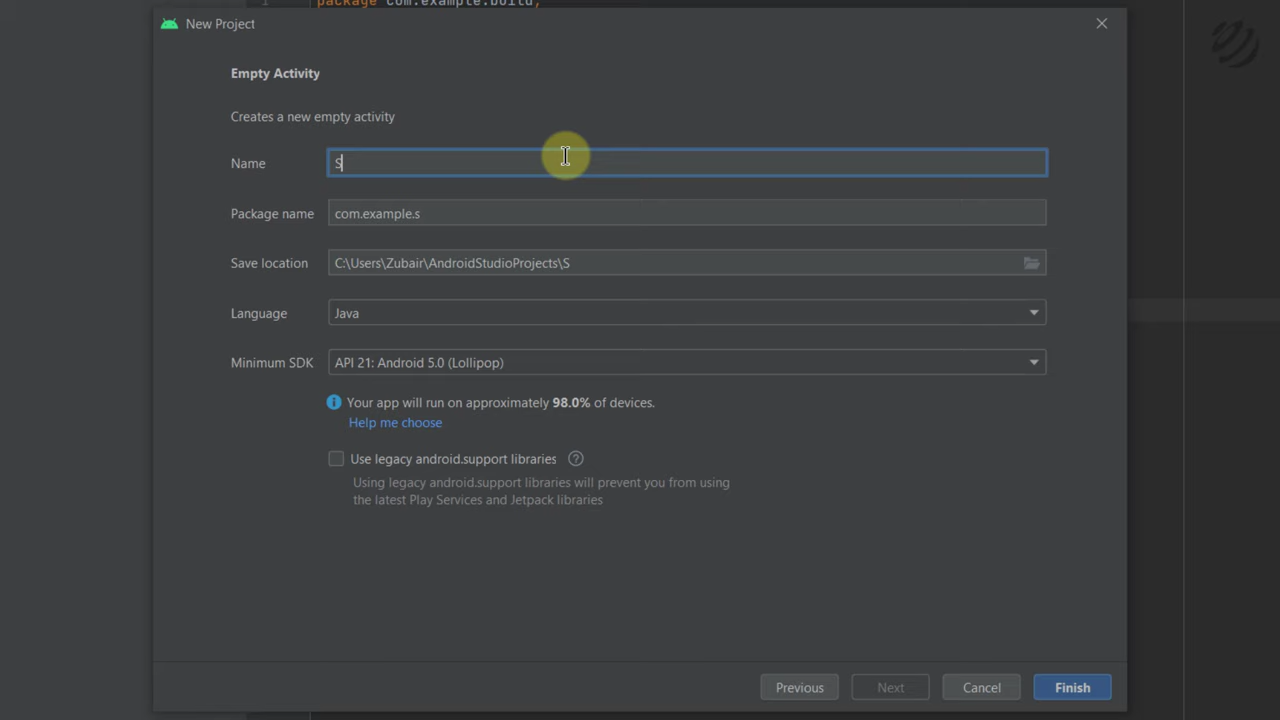 1 package com.example.build;
New Project
Empty Activity
Creates a new empty activity
Name S
Package name com.example.s
Save location C:\Users\Zubair\AndroidStudioProjects\S
Language Java
Minimum SDK API 21: Android 5.0 (Lollipop)
Your app will run on approximately 98.0% of devices.
Help me choose
Use legacy android.support libraries ?
Using legacy android.support libraries will prevent you from using
the latest Play Services and Jetpack libraries
Previous Next Cancel Finish